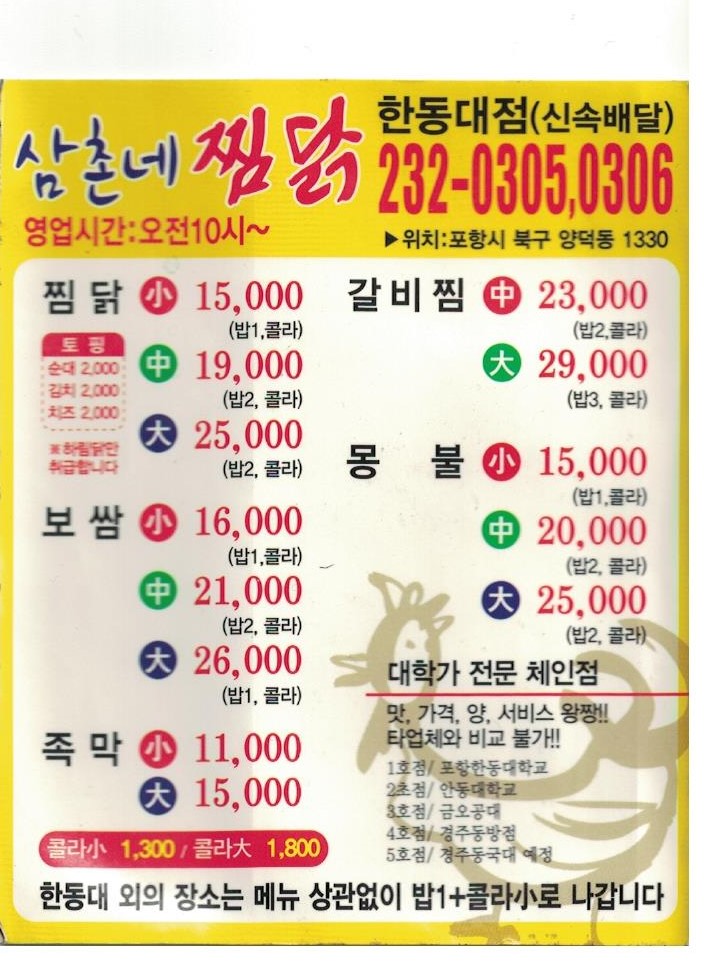 삼촌네 찜닭
한동대점(신속배달)
232-0305,0306
영업시간:오전10시~
▶위치:포항시 북구 양덕동 1330
찜닭 小 15,000
(밥1,콜라)
토핑
순대 2,000
김치 2,000
치즈 2,000
中 19,000
(밥2, 콜라)
大 25,000
(밥2, 콜라)
※하림닭만
취급합니다
보쌈 小 16,000
(밥1,콜라)
中 21,000
(밥2, 콜라)
大 26,000
(밥1, 콜라)
족막 小 11,000
大 15,000
콜라小 1,300 / 콜라大 1,800
갈비찜 中 23,000
(밥2,콜라)
大 29,000
(밥3, 콜라)
몽불 小 15,000
(밥1,콜라)
中 20,000
(밥2, 콜라)
大 25,000
(밥2, 콜라)
대학가 전문 체인점
맛, 가격, 양, 서비스 왕짱!!
타업체와 비교 불가!!
1호점/ 포항한동대학교
2초점/ 안동대학교
3호점/ 금오공대
4호점/ 경주동방점
5호점/ 경주동국대 예정
한동대 외의 장소는 메뉴 상관없이 밥1+콜라小로 나갑니다